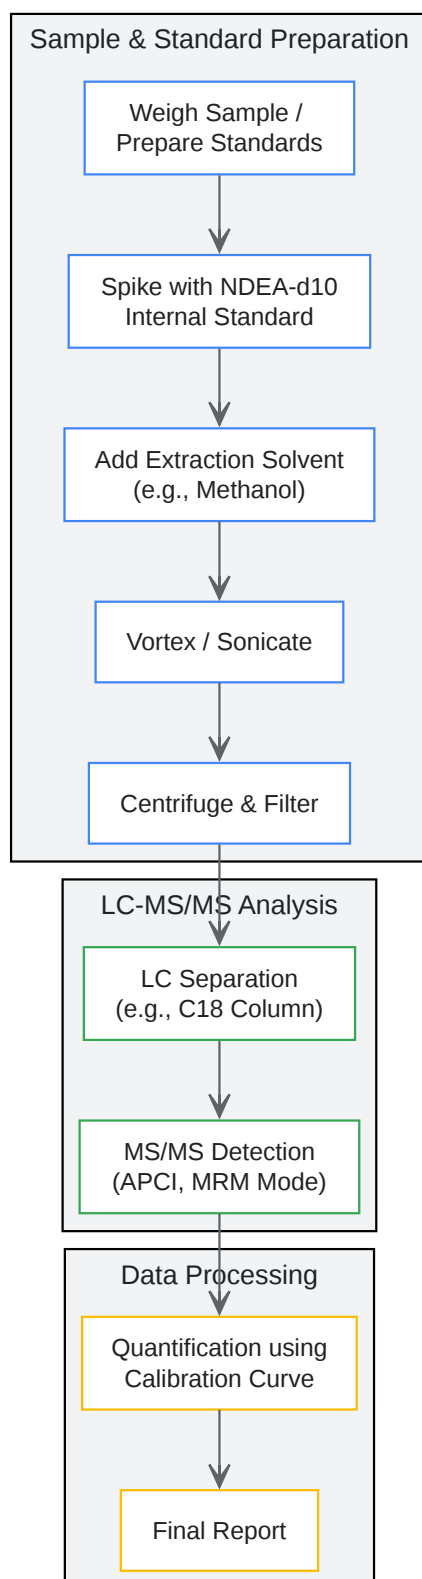 Sample & Standard Preparation
Weigh Sample /
Prepare Standards
Spike with NDEA-d10
Internal Standard
Add Extraction Solvent
(e.g., Methanol)
Vortex / Sonicate
Centrifuge & Filter
LC-MS/MS Analysis
LC Separation
(e.g., C18 Column)
MS/MS Detection
(APCI, MRM Mode)
Data Processing
Quantification using
Calibration Curve
Final Report